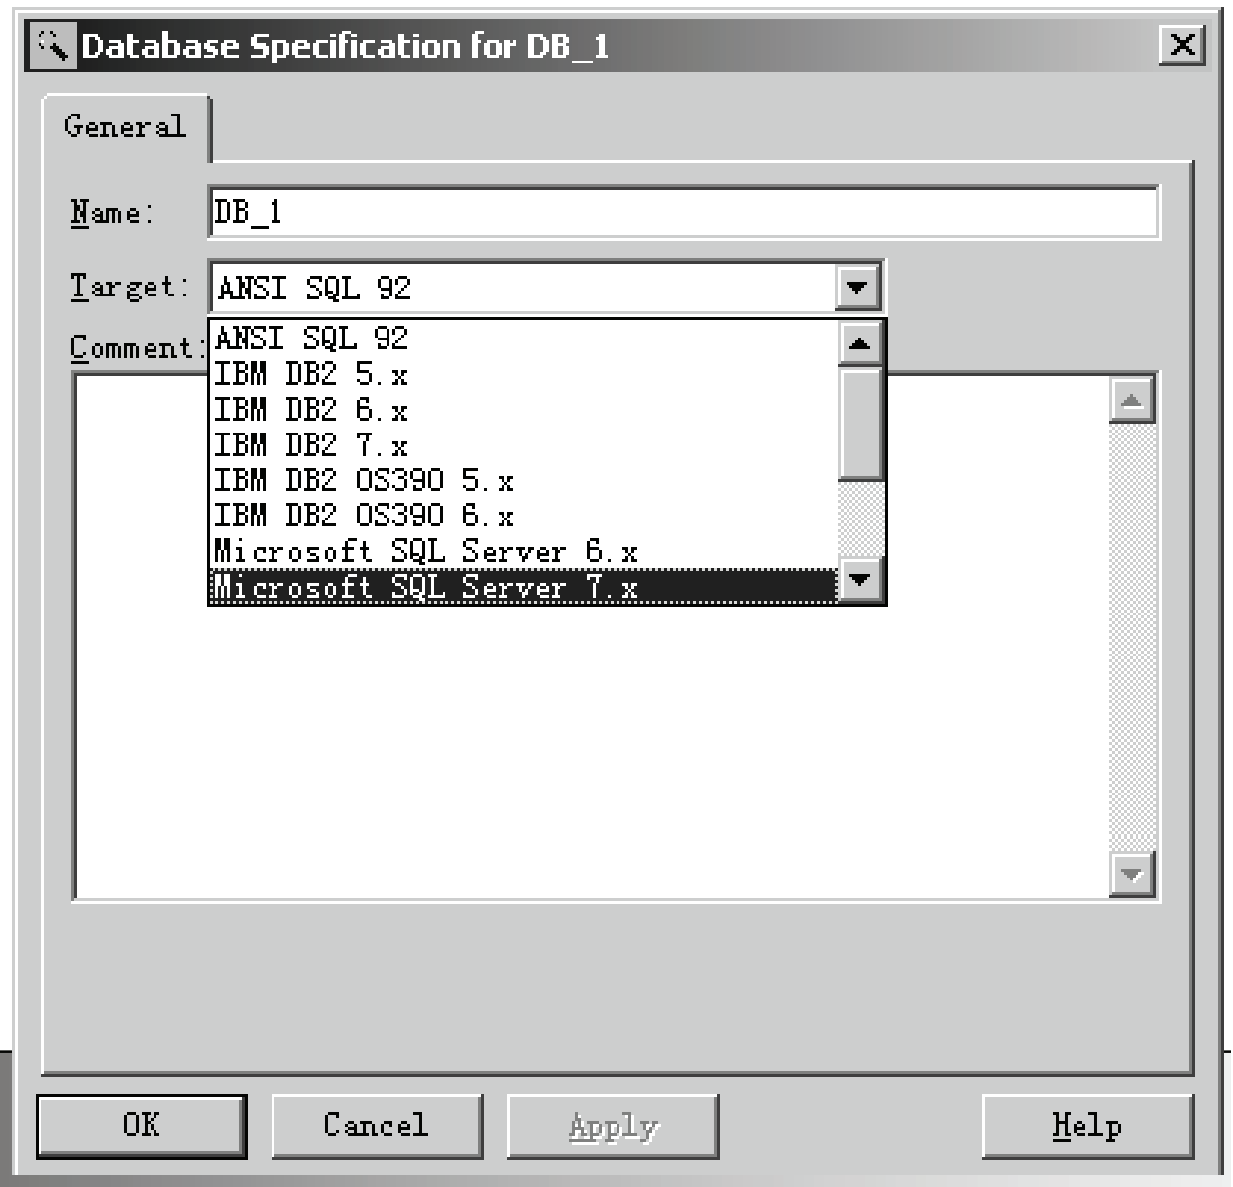 Database Specification for DB_1
General
Name:
DB_1
Target:
ANSI SQL 92
Comment:
ANSI SQL 92
IBM DB2 5.x
IBM DB2 6.x
IBM DB2 7.x
IBM DB2 OS390 5.x
IBM DB2 OS390 6.x
Microsoft SQL Server 6.x
Microsoft SQL Server 7.x
OK
Cancel
Apply
Help